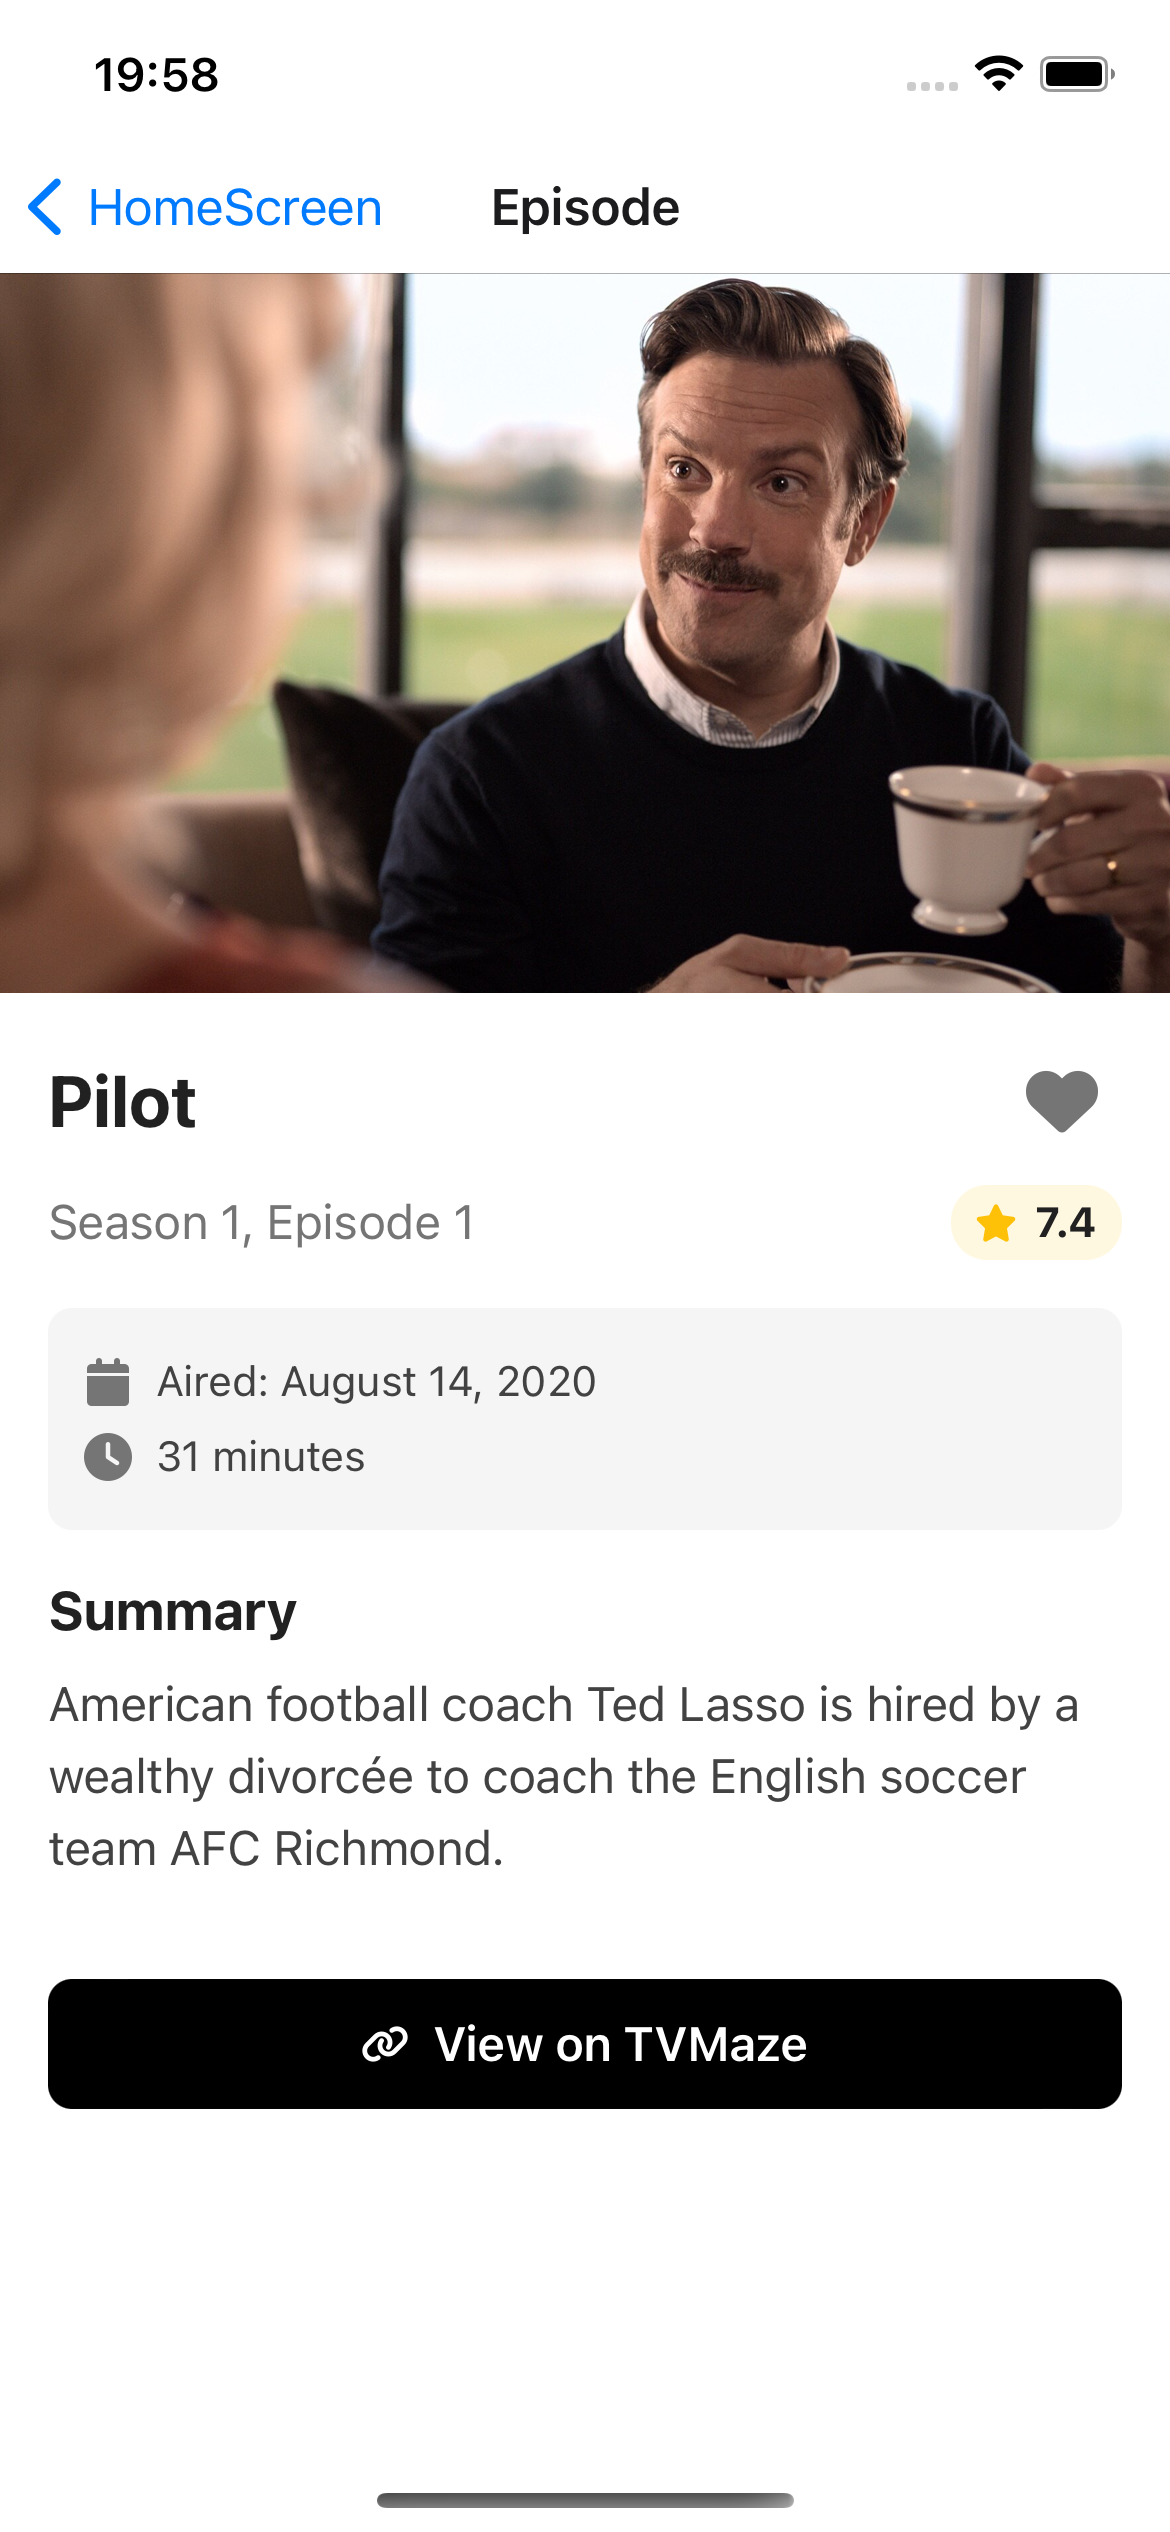 19:58
HomeScreen
Episode
Pilot
Season 1, Episode 1
7.4
Aired: August 14, 2020
31 minutes
Summary
American football coach Ted Lasso is hired by a
wealthy divorcée to coach the English soccer
team AFC Richmond.
View on TVMaze